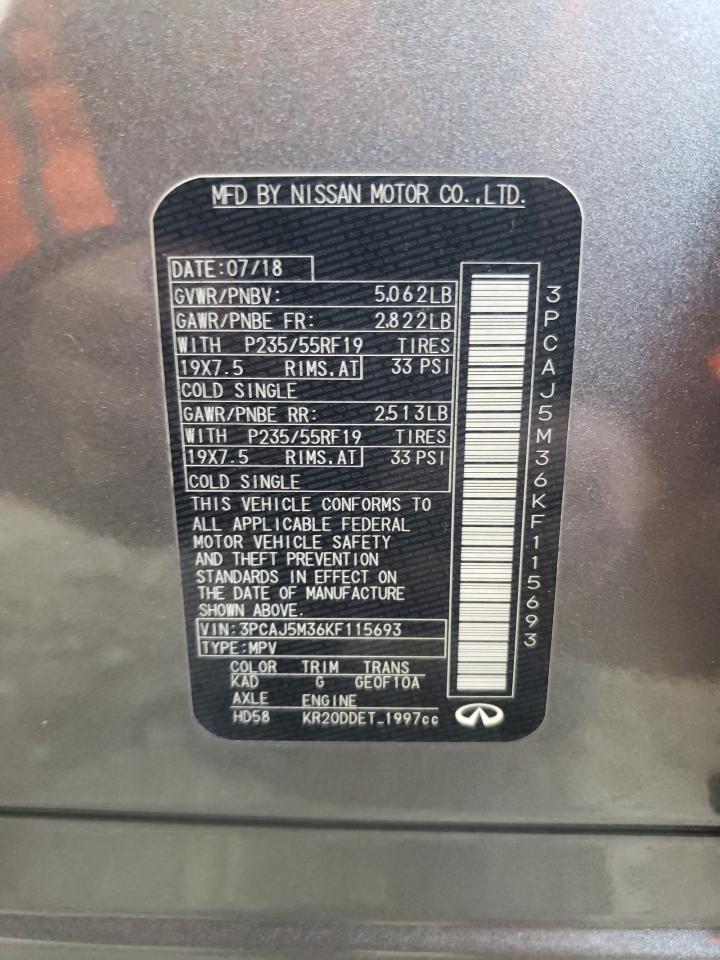 MFD BY NISSAN MOTOR CO.,LTD.
DATE:07/18
GVWR/PNBV: 5,062LB
GAWR/PNBE FR: 2,822LB
WITH P235/55RF19 TIRES
19X7.5 RIMS.AT 33 PSI
COLD SINGLE
GAWR/PNBE RR: 2,513LB
WITH P235/55RF19 TIRES
19X7.5 RIMS.AT 33 PSI
COLD SINGLE
THIS VEHICLE CONFORMS TO
ALL APPLICABLE FEDERAL
MOTOR VEHICLE SAFETY
AND THEFT PREVENTION
STANDARDS IN EFFECT ON
THE DATE OF MANUFACTURE
SHOWN ABOVE.
VIN:3PCAJ5M36KF115693
TYPE:MPV
COLOR TRIM TRANS
KAD G GE0F10A
AXLE ENGINE
HD58 KR20DDET_1997cc
3PCAJ5M36KF115693